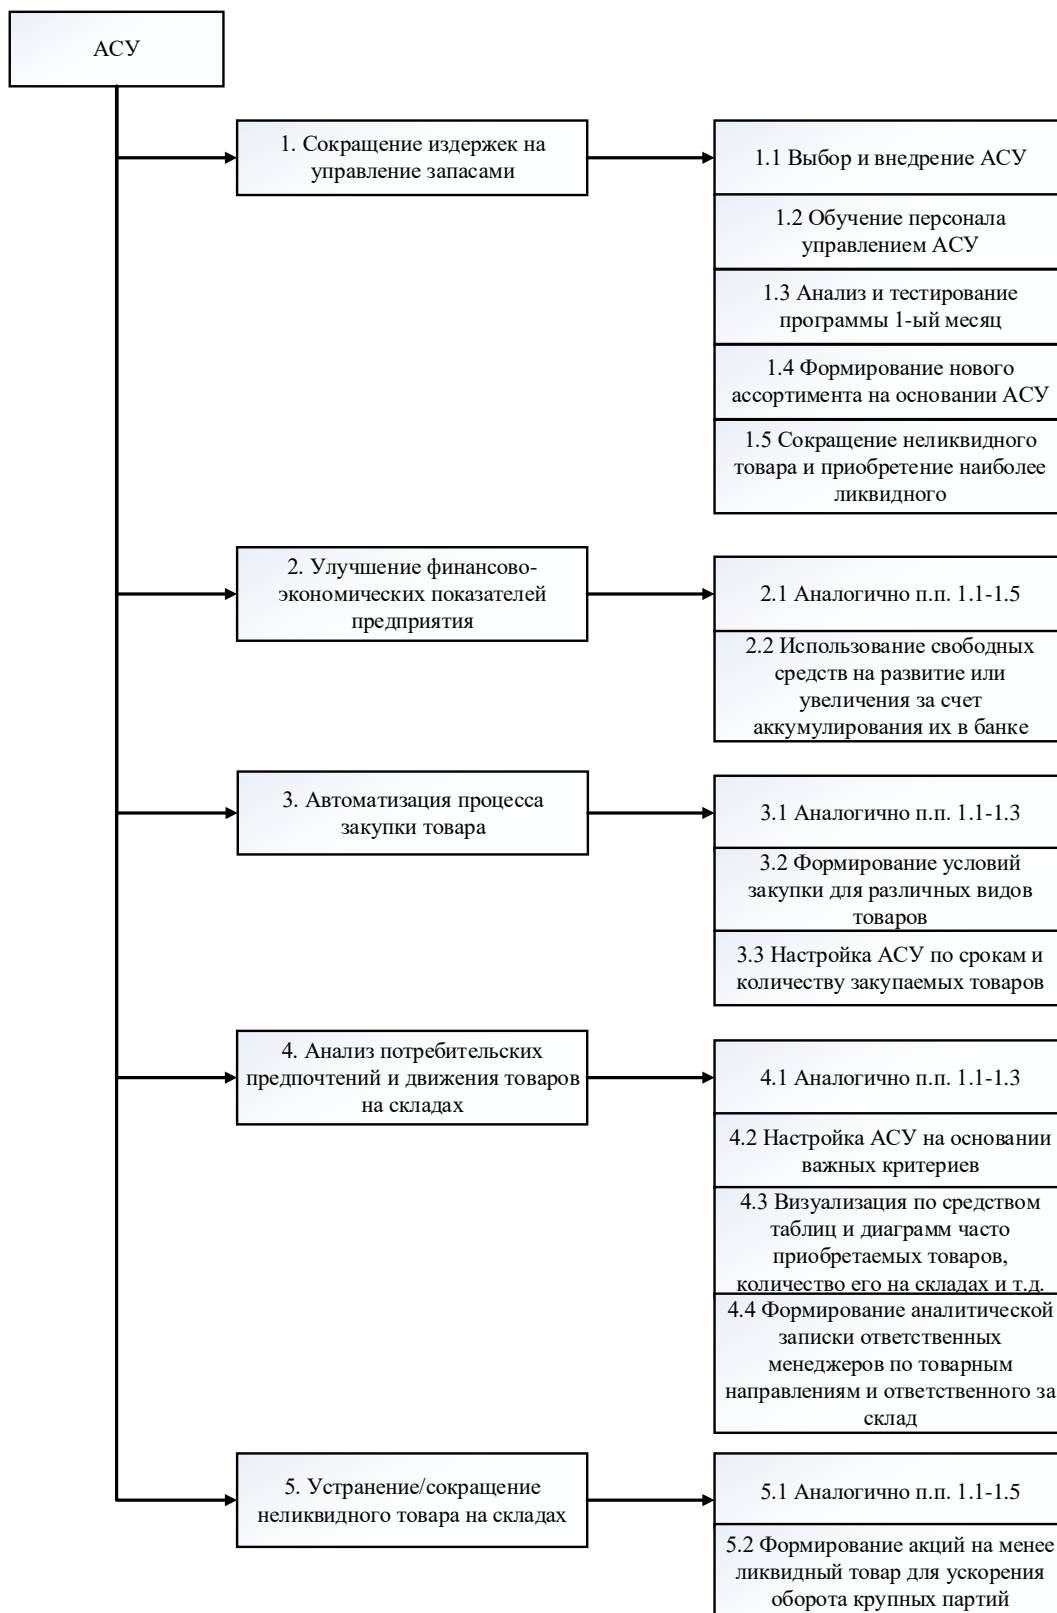 АСУ
1. Сокращение издержек на
управление запасами
1.1 Выбор и внедрение АСУ
1.2 Обучение персонала
управлением АСУ
1.3 Анализ и тестирование
программы 1-ый месяц
1.4 Формирование нового
ассортимента на основании АСУ
1.5 Сокращение неликвидного
товара и приобретение наиболее
ликвидного
2. Улучшение финансово-
экономических показателей
предприятия
2.1 Аналогично п.п. 1.1-1.5
2.2 Использование свободных
средств на развитие или
увеличения за счет
аккумулирования их в банке
3. Автоматизация процесса
закупки товара
3.1 Аналогично п.п. 1.1-1.3
3.2 Формирование условий
закупки для различных видов
товаров
3.3 Настройка АСУ по срокам и
количеству закупаемых товаров
4. Анализ потребительских
предпочтений и движения товаров
на складах
4.1 Аналогично п.п. 1.1-1.3
4.2 Настройка АСУ на основании
важных критериев
4.3 Визуализация по средством
таблиц и диаграмм часто
приобретаемых товаров,
количество его на складах и т.д.
4.4 Формирование аналитической
записки ответственных
менеджеров по товарным
направлениям и ответственного за
склад
5. Устранение/сокращение
неликвидного товара на складах
5.1 Аналогично п.п. 1.1-1.5
5.2 Формирование акций на менее
ликвидный товар для ускорения
оборота крупных партий